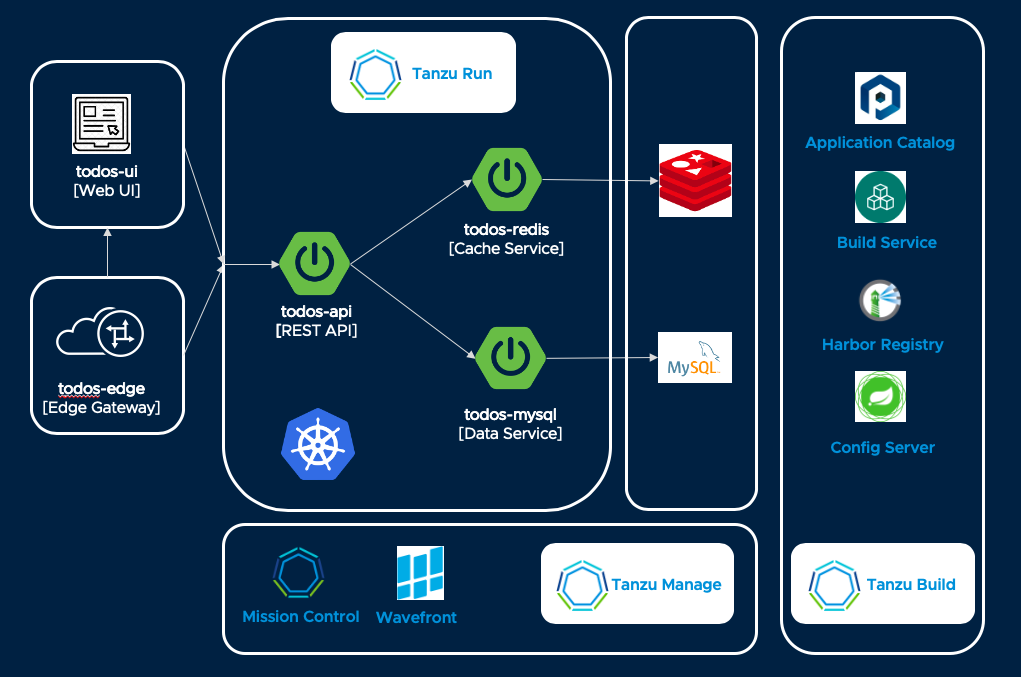 Tanzu Run
todos-ui
[Web UI]
todos-edge
[Edge Gateway]
todos-api
[REST API]
todos-redis
[Cache Service]
todos-mysql
[Data Service]
MySQL
Application Catalog
Build Service
Harbor Registry
Config Server
Mission Control
Wavefront
Tanzu Manage
Tanzu Build